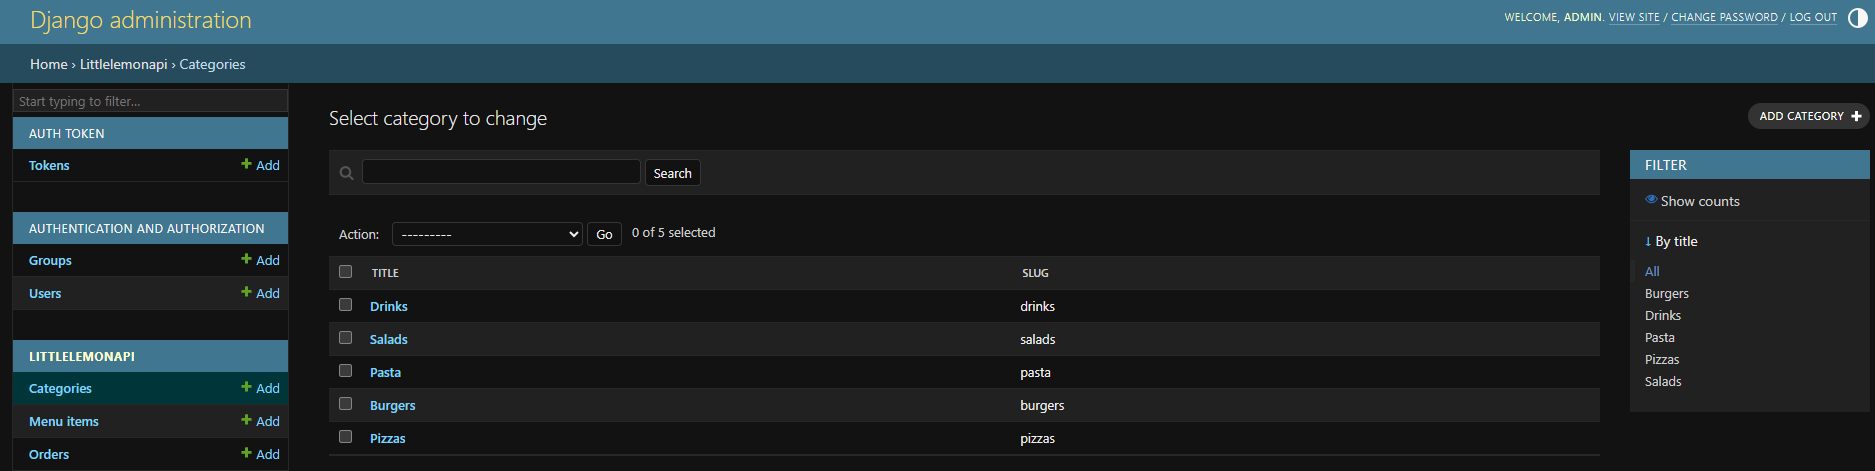 Django administration
WELCOME, ADMIN. VIEW SITE / CHANGE PASSWORD / LOG OUT
Home › Littlelemonapi › Categories
Start typing to filter...
AUTH TOKEN
Tokens + Add
AUTHENTICATION AND AUTHORIZATION
Groups + Add
Users + Add
LITTLELEMONAPI
Categories + Add
Menu items + Add
Orders + Add
Select category to change
ADD CATEGORY +
Search
Action: --------- Go 0 of 5 selected
TITLE SLUG
Drinks drinks
Salads salads
Pasta pasta
Burgers burgers
Pizzas pizzas
FILTER
Show counts
↓ By title
All
Burgers
Drinks
Pasta
Pizzas
Salads